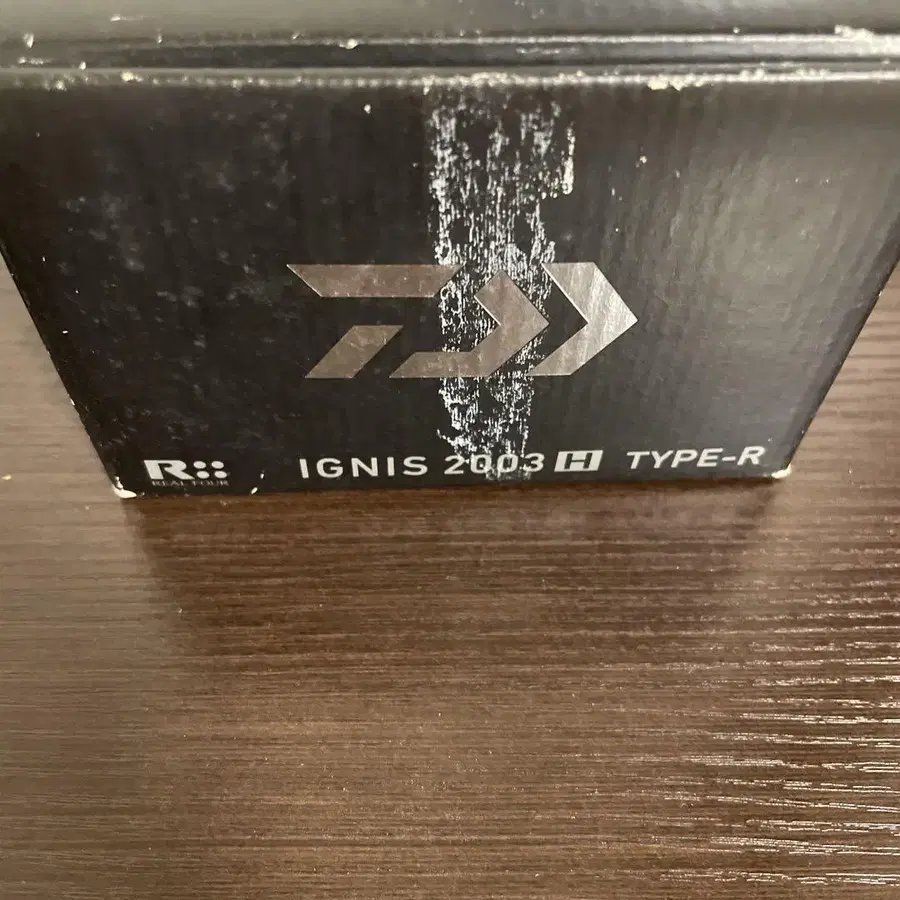 R
REAL FOUR
IGNIS 2003 H TYPE-R